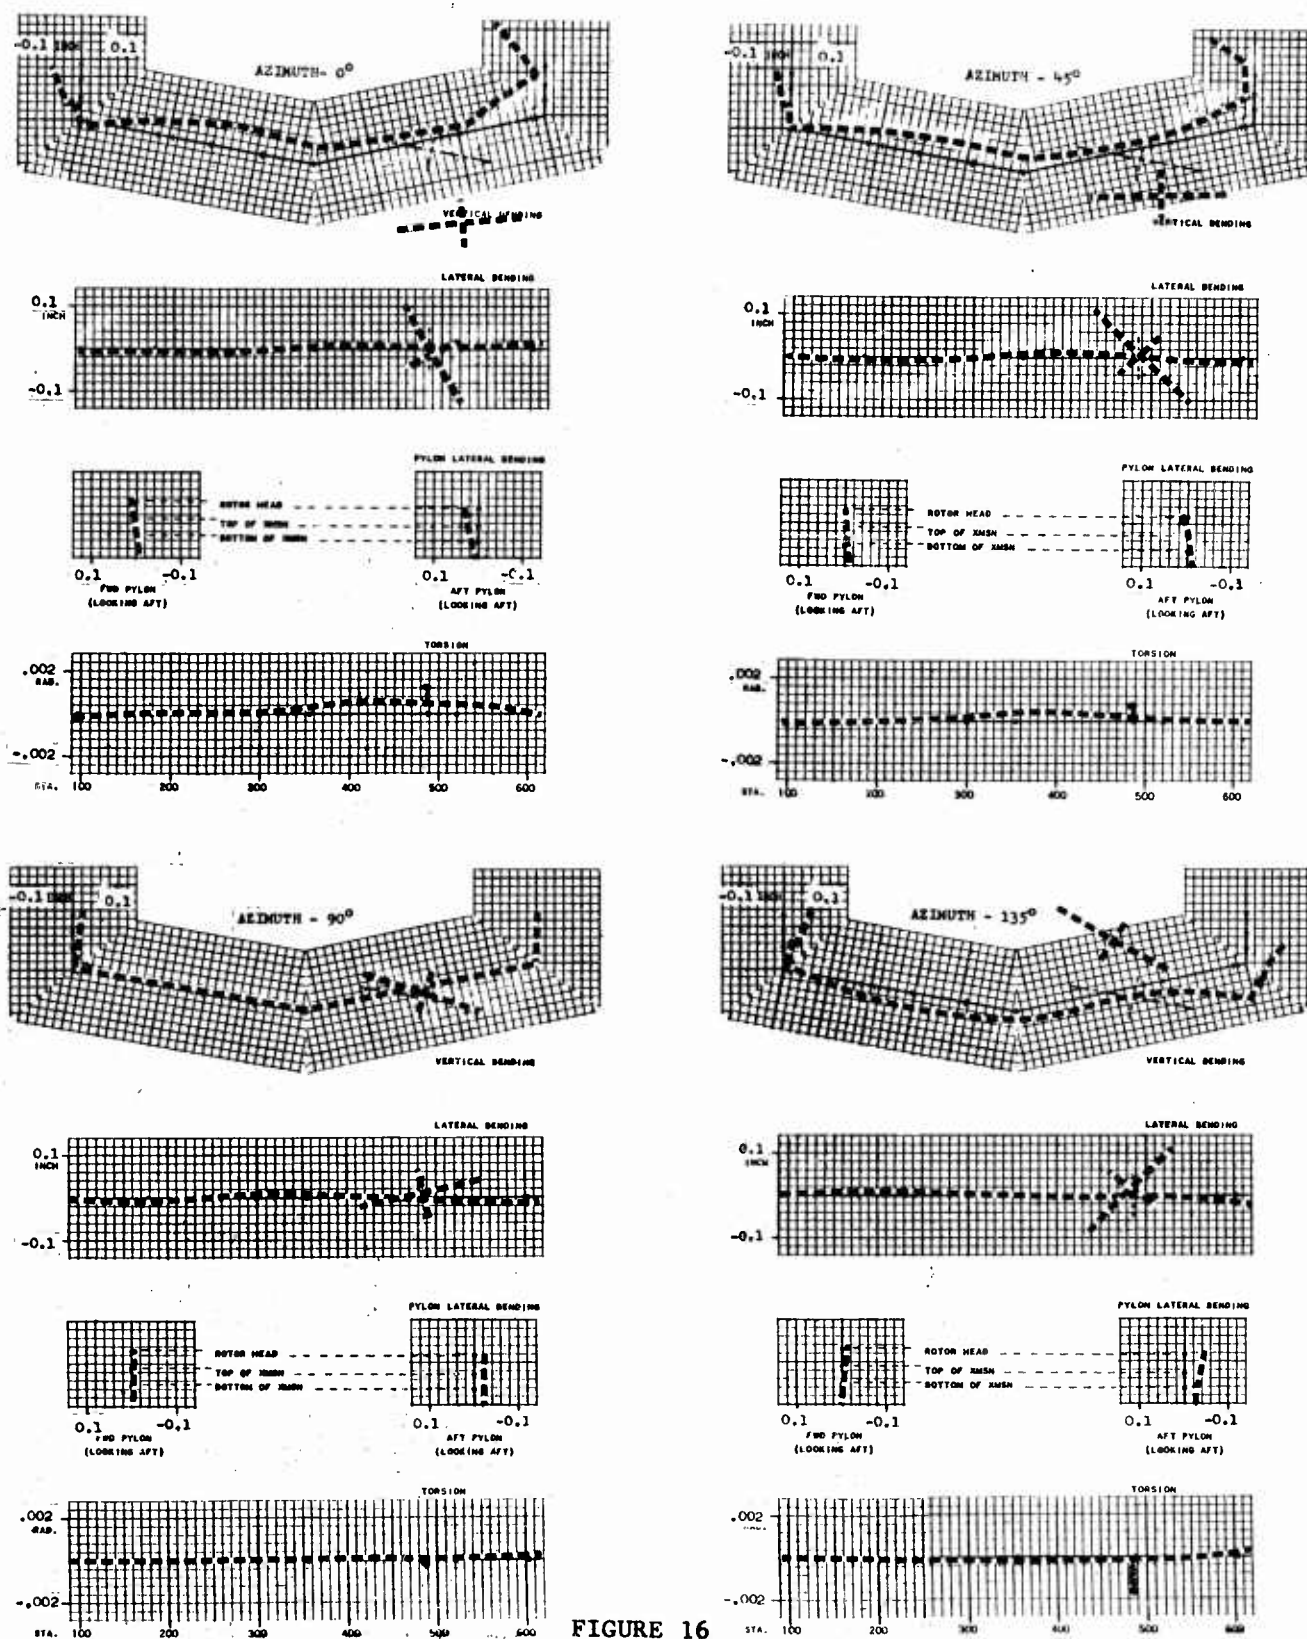 -0.1 INCH 0.1
AZIMUTH- 0°
VERTICAL BENDING
LATERAL BENDING
0.1
INCH
-0.1
PYLON LATERAL BENDING
ROTOR HEAD
TOP OF XMSN
BOTTOM OF XMSN
0.1 -0.1 0.1 -0.1
FWD PYLON AFT PYLON
(LOOKING AFT) (LOOKING AFT)
TORSION
.002
RAD.
-.002
STA. 100 200 300 400 500 600
-0.1 INCH 0.1
AZIMUTH - 45°
VERTICAL BENDING
LATERAL BENDING
0.1
INCH
-0.1
PYLON LATERAL BENDING
ROTOR HEAD
TOP OF XMSN
BOTTOM OF XMSN
0.1 -0.1 0.1 -0.1
FWD PYLON AFT PYLON
(LOOKING AFT) (LOOKING AFT)
TORSION
.002
RAD.
-.002
STA. 100 200 300 400 500 600
-0.1 INCH 0.1
AZIMUTH - 90°
VERTICAL BENDING
LATERAL BENDING
0.1
INCH
-0.1
PYLON LATERAL BENDING
ROTOR HEAD
TOP OF XMSN
BOTTOM OF XMSN
0.1 -0.1 0.1 -0.1
FWD PYLON AFT PYLON
(LOOKING AFT) (LOOKING AFT)
TORSION
.002
RAD.
-.002
STA. 100 200 300 400 500 600
-0.1 INCH 0.1
AZIMUTH - 135°
VERTICAL BENDING
LATERAL BENDING
0.1
INCH
-0.1
PYLON LATERAL BENDING
ROTOR HEAD
TOP OF XMSN
BOTTOM OF XMSN
0.1 -0.1 0.1 -0.1
FWD PYLON AFT PYLON
(LOOKING AFT) (LOOKING AFT)
TORSION
.002
-.002
STA. 100 200 300 400 500 600
FIGURE 16